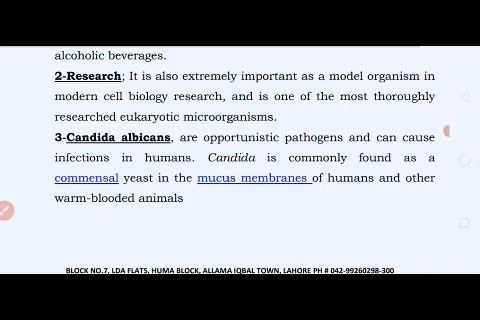 alcoholic beverages.
2-Research; It is also extremely important as a model organism in
modern cell biology research, and is one of the most thoroughly
researched eukaryotic microorganisms.
3-Candida albicans, are opportunistic pathogens and can cause
infections in humans. Candida is commonly found as a
commensal yeast in the mucus membranes of humans and other
warm-blooded animals
BLOCK NO.7, LDA FLATS, HUMA BLOCK, ALLAMA IQBAL TOWN, LAHORE PH # 042-99260298-300